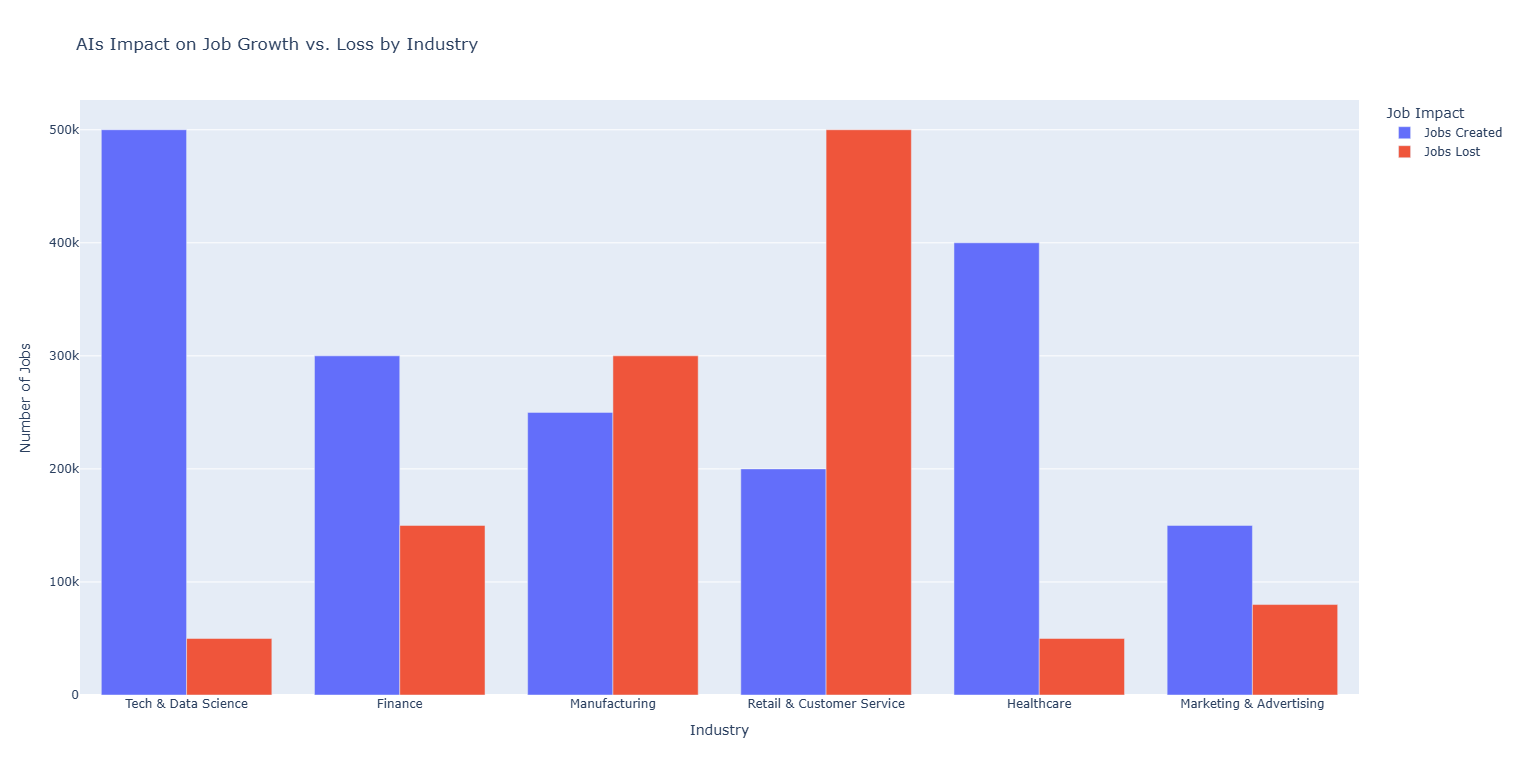 AIs Impact on Job Growth vs. Loss by Industry
Job Impact
Jobs Created
Jobs Lost
Number of Jobs
500k
400k
300k
200k
100k
0
Tech & Data Science
Finance
Manufacturing
Retail & Customer Service
Healthcare
Marketing & Advertising
Industry